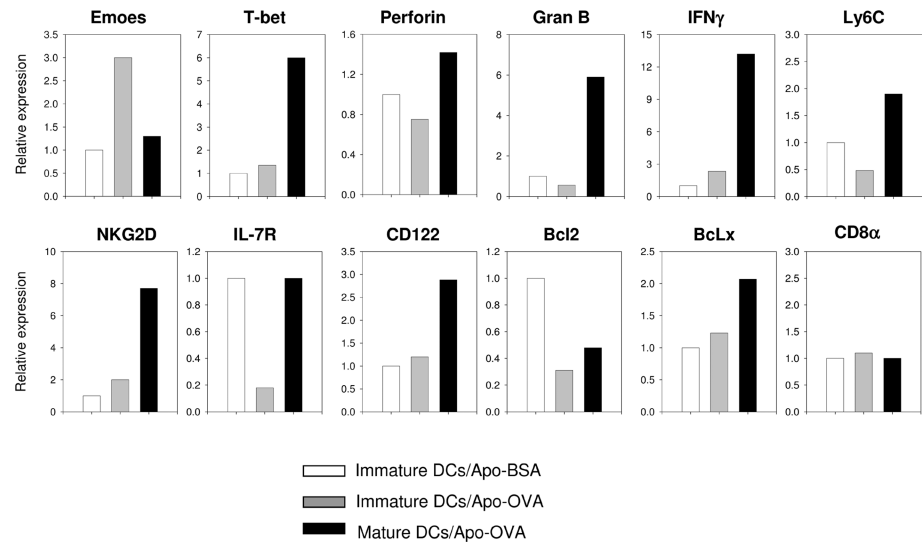 Emoes T-bet Perforin Gran B IFNγ Ly6C
Relative expression
3.5 3.0 2.5 2.0 1.5 1.0 0.5 0.0
7 6 5 4 3 2 1 0
1.6 1.2 0.8 0.4 0.0
8 6 4 2 0
15 12 9 6 3 0
3.0 2.5 2.0 1.5 1.0 0.5 0.0
NKG2D IL-7R CD122 Bcl2 BcLx CD8α
Relative expression
10 8 6 4 2 0
1.2 1.0 0.8 0.6 0.4 0.2 0.0
3.5 3.0 2.5 2.0 1.5 1.0 0.5 0.0
1.2 1.0 0.8 0.6 0.4 0.2 0.0
2.5 2.0 1.5 1.0 0.5 0.0
3.0 2.5 2.0 1.5 1.0 0.5 0.0
Immature DCs/Apo-BSA
Immature DCs/Apo-OVA
Mature DCs/Apo-OVA